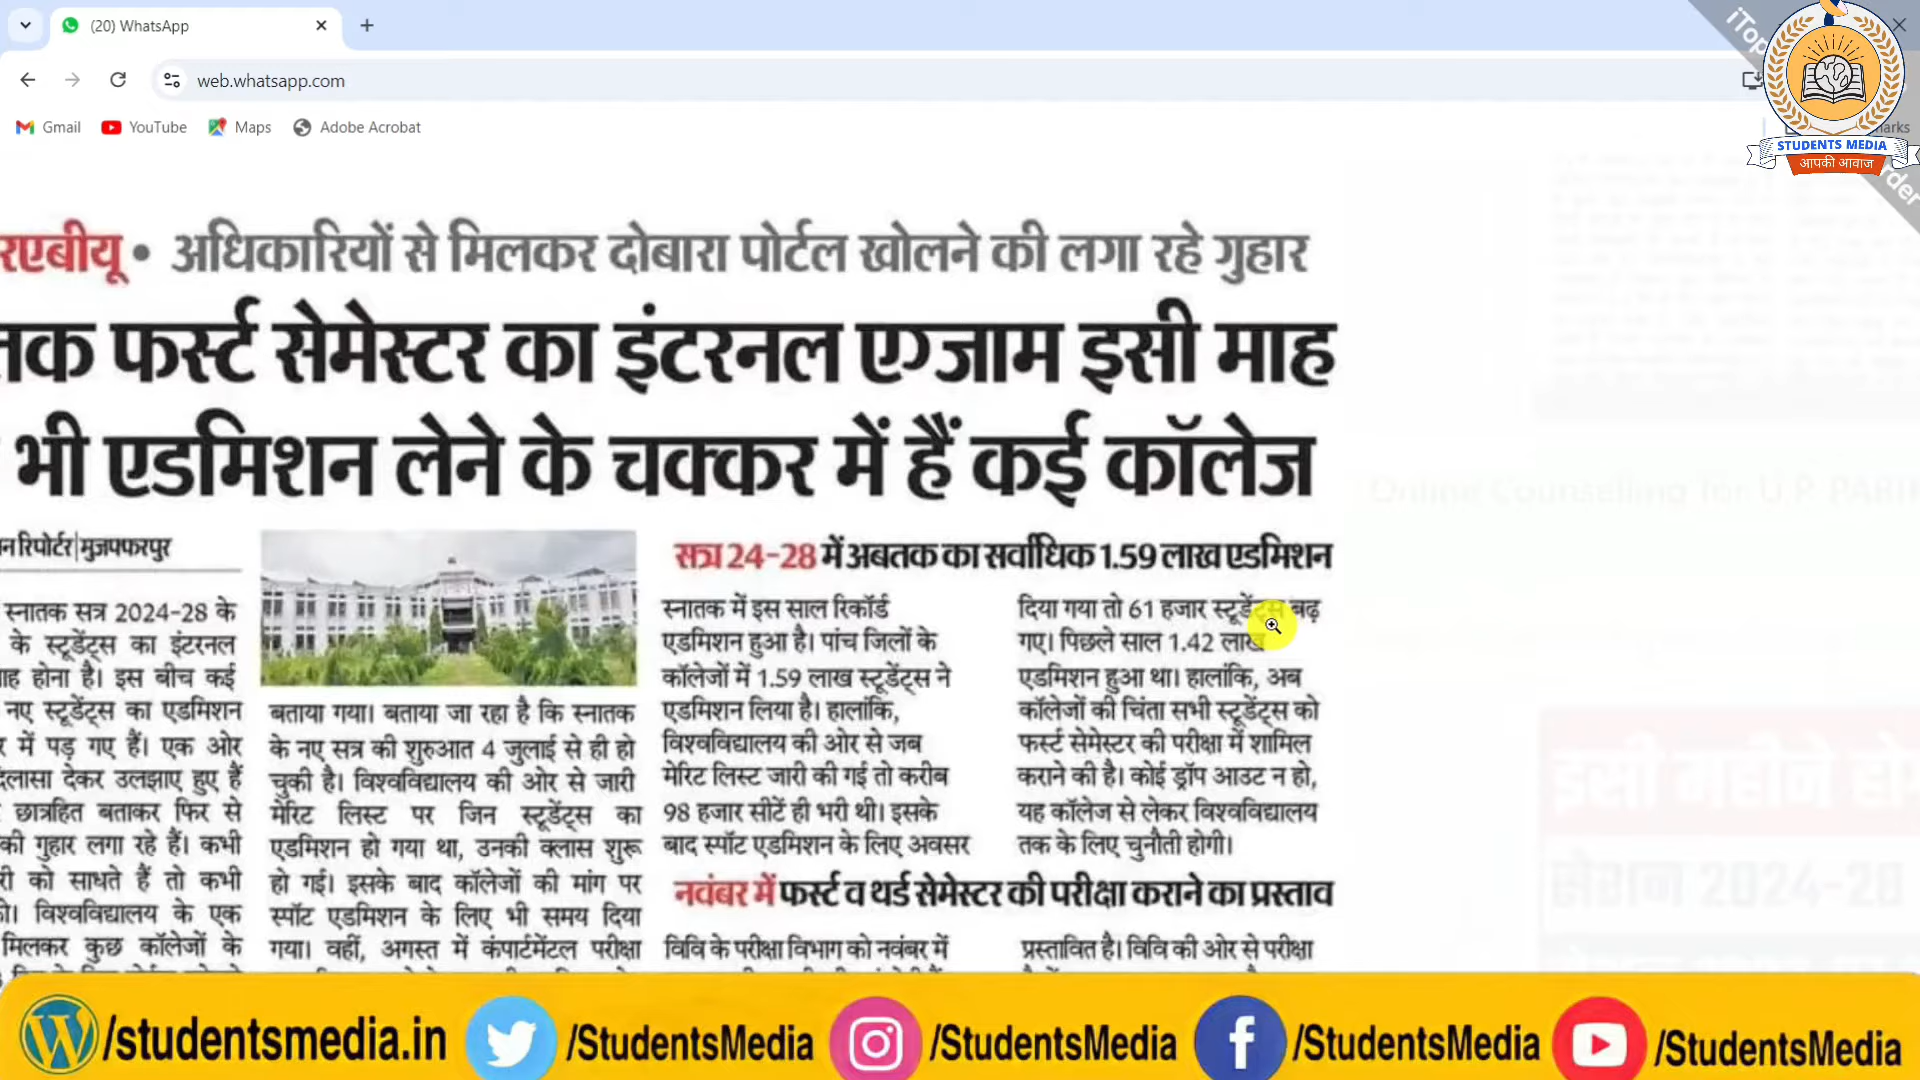 (20) WhatsApp
web.whatsapp.com
Gmail
YouTube
Maps
Adobe Acrobat
STUDENTS MEDIA
आपकी आवाज
रएबीयू • अधिकारियों से मिलकर दोबारा पोर्टल खोलने की लगा रहे गुहार
तक फर्स्ट सेमेस्टर का इंटरनल एग्जाम इसी माह
भी एडमिशन लेने के चक्कर में हैं कई कॉलेज
न रिपोर्टर|मुजफ्फरपुर
स्नातक सत्र 2024-28 के
के स्टूडेंट्स का इंटरनल
ाह होना है। इस बीच कई
नए स्टूडेंट्स का एडमिशन
र में पड़ गए हैं। एक ओर
दिलासा देकर उलझाए हुए हैं
छात्रहित बताकर फिर से
की गुहार लगा रहे हैं। कभी
री को साधते हैं तो कभी
ो। विश्वविद्यालय के एक
मिलकर कुछ कॉलेजों के
बताया गया। बताया जा रहा है कि स्नातक
के नए सत्र की शुरुआत 4 जुलाई से ही हो
चुकी है। विश्वविद्यालय की ओर से जारी
मेरिट लिस्ट पर जिन स्टूडेंट्स का
एडमिशन हो गया था, उनकी क्लास शुरू
हो गई। इसके बाद कॉलेजों की मांग पर
स्पॉट एडमिशन के लिए भी समय दिया
गया। वहीं, अगस्त में कंपार्टमेंटल परीक्षा
सत्र 24-28 में अबतक का सर्वाधिक 1.59 लाख एडमिशन
स्नातक में इस साल रिकॉर्ड
एडमिशन हुआ है। पांच जिलों के
कॉलेजों में 1.59 लाख स्टूडेंट्स ने
एडमिशन लिया है। हालांकि,
विश्वविद्यालय की ओर से जब
मेरिट लिस्ट जारी की गई तो करीब
98 हजार सीटें ही भरी थी। इसके
बाद स्पॉट एडमिशन के लिए अवसर
दिया गया तो 61 हजार स्टूडेंट्स बढ़
गए। पिछले साल 1.42 लाख
एडमिशन हुआ था। हालांकि, अब
कॉलेजों की चिंता सभी स्टूडेंट्स को
फर्स्ट सेमेस्टर की परीक्षा में शामिल
कराने की है। कोई ड्रॉप आउट न हो,
यह कॉलेज से लेकर विश्वविद्यालय
तक के लिए चुनौती होगी।
नवंबर में फर्स्ट व थर्ड सेमेस्टर की परीक्षा कराने का प्रस्ताव
विवि के परीक्षा विभाग को नवंबर में
प्रस्तावित है। विवि की ओर से परीक्षा
Online Counselling for U.P.
इसी महीने
सेशन 2024-28
/studentsmedia.in
/StudentsMedia
/StudentsMedia
/StudentsMedia
/StudentsMedia